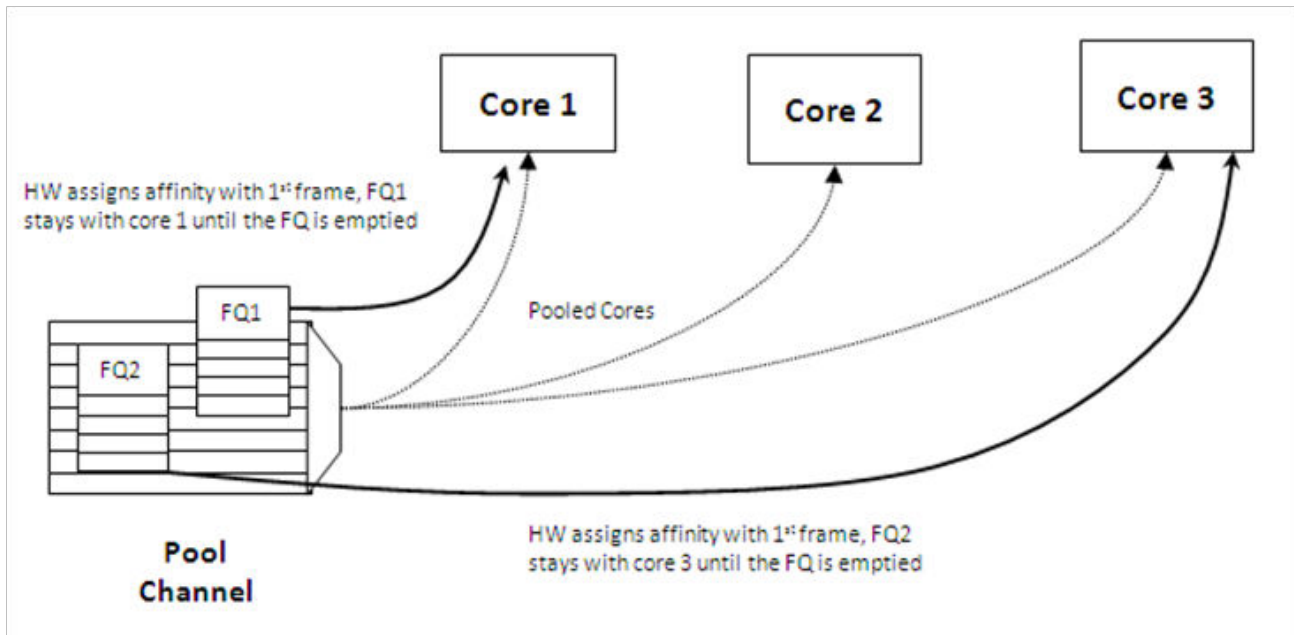 Core 1
Core 2
Core 3
HW assigns affinity with 1st frame, FQ1
stays with core 1 until the FQ is emptied
FQ1
Pooled Cores
FQ2
HW assigns affinity with 1st frame, FQ2
stays with core 3 until the FQ is emptied
Pool
Channel